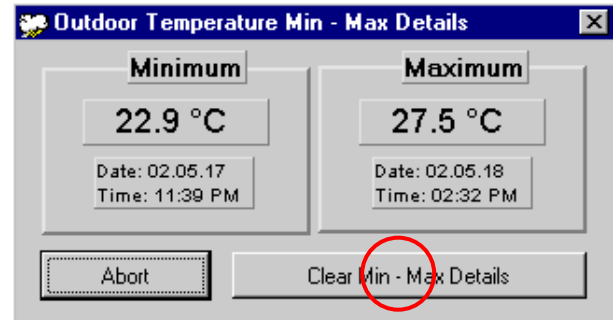 Outdoor Temperature Min - Max Details
Minimum
22.9 °C
Date: 02.05.17
Time: 11:39 PM
Maximum
27.5 °C
Date: 02.05.18
Time: 02:32 PM
Abort
Clear Min - Max Details